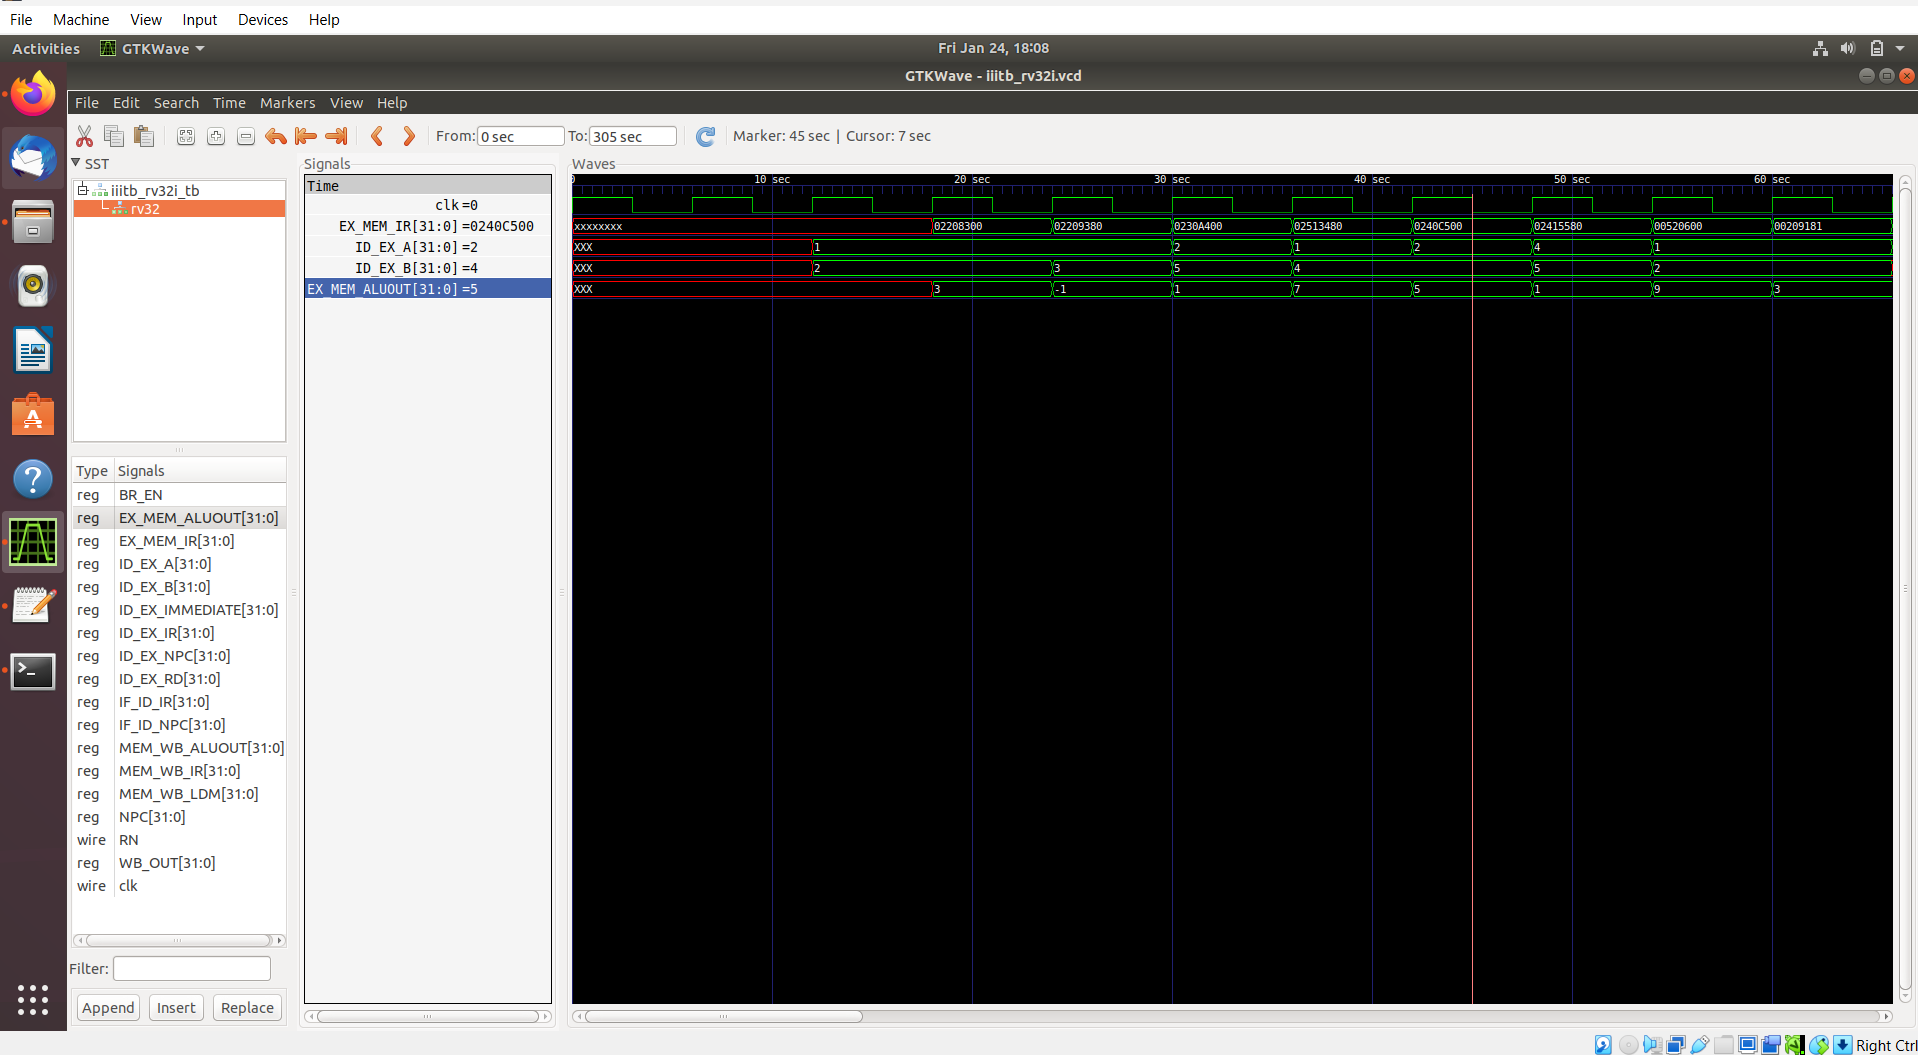 File Machine View Input Devices Help
Activities GTKWave Fri Jan 24, 18:08
GTKWave - iiitb_rv32i.vcd
File Edit Search Time Markers View Help
From: 0 sec To: 305 sec Marker: 45 sec | Cursor: 7 sec
SST
iiitb_rv32i_tb
rv32
Type Signals
reg BR_EN
reg EX_MEM_ALUOUT[31:0]
reg EX_MEM_IR[31:0]
reg ID_EX_A[31:0]
reg ID_EX_B[31:0]
reg ID_EX_IMMEDIATE[31:0]
reg ID_EX_IR[31:0]
reg ID_EX_NPC[31:0]
reg ID_EX_RD[31:0]
reg IF_ID_IR[31:0]
reg IF_ID_NPC[31:0]
reg MEM_WB_ALUOUT[31:0]
reg MEM_WB_IR[31:0]
reg MEM_WB_LDM[31:0]
reg NPC[31:0]
wire RN
reg WB_OUT[31:0]
wire clk
Filter:
Append Insert Replace
Signals
Time
clk =0
EX_MEM_IR[31:0] =0240C500
ID_EX_A[31:0] =2
ID_EX_B[31:0] =4
EX_MEM_ALUOUT[31:0] =5
Waves
0 10 sec 20 sec 30 sec 40 sec 50 sec 60 sec
xxxxxxxx 02208300 02209380 0230A400 02513480 0240C500 02415580 00520600 00209181
XXX 1 2 1 2 4 1
XXX 2 3 5 4 5 2
XXX 3 -1 1 7 5 1 9 3
Right Ctrl